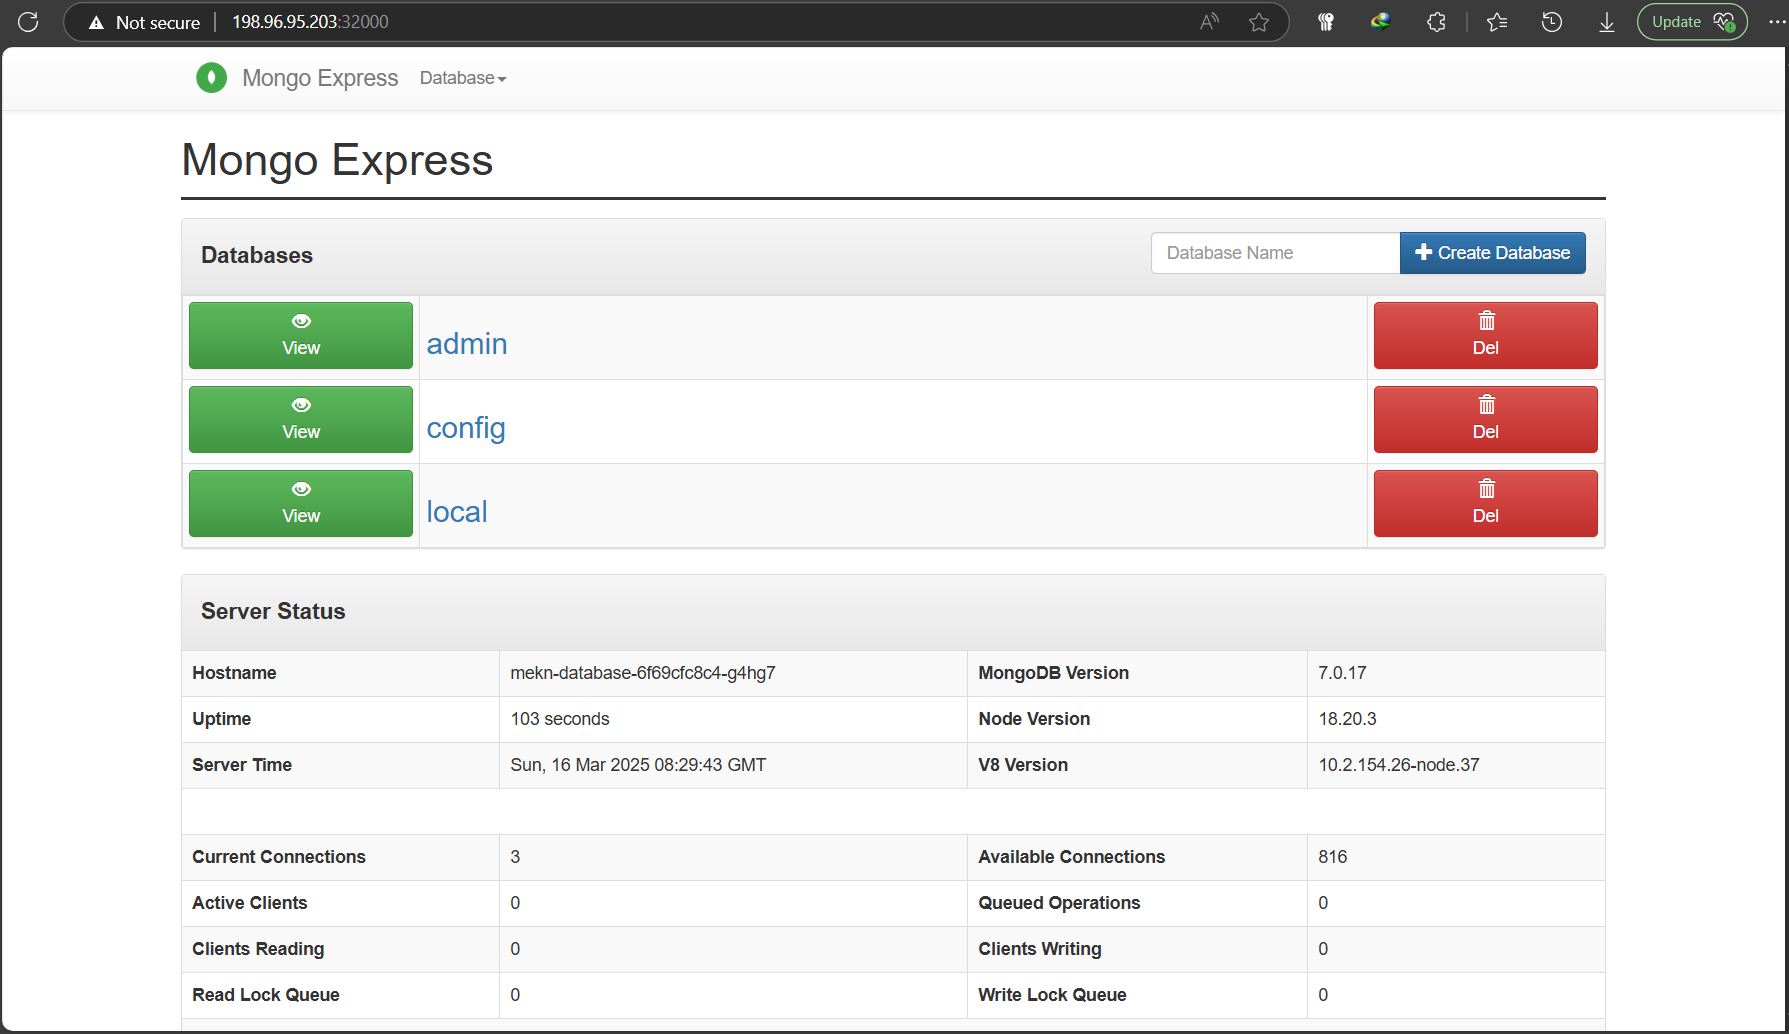 Not secure 198.96.95.203:32000 Update
Mongo Express Database
Mongo Express
Databases Database Name Create Database
View admin Del
View config Del
View local Del
Server Status
Hostname mekn-database-6f69cfc8c4-g4hg7 MongoDB Version 7.0.17
Uptime 103 seconds Node Version 18.20.3
Server Time Sun, 16 Mar 2025 08:29:43 GMT V8 Version 10.2.154.26-node.37
Current Connections 3 Available Connections 816
Active Clients 0 Queued Operations 0
Clients Reading 0 Clients Writing 0
Read Lock Queue 0 Write Lock Queue 0